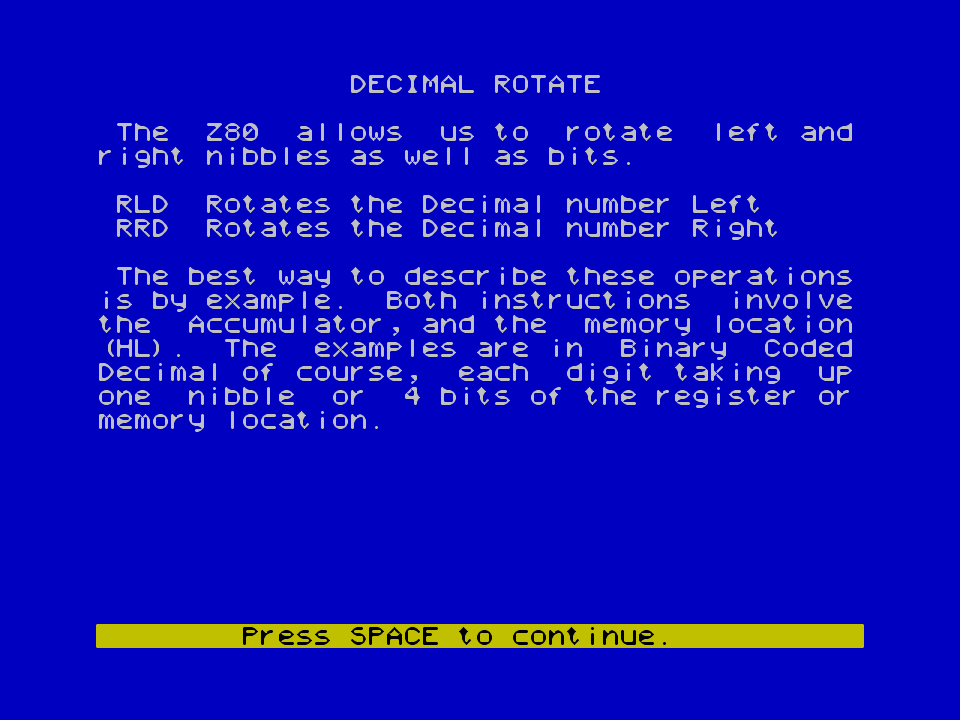 DECIMAL ROTATE
The Z80 allows us to rotate left and
right nibbles as well as bits.
RLD Rotates the Decimal number Left
RRD Rotates the Decimal number Right
The best way to describe these operations
is by example. Both instructions involve
the Accumulator, and the memory location
(HL). The examples are in Binary Coded
Decimal of course, each digit taking up
one nibble or 4 bits of the register or
memory location.
Press SPACE to continue.